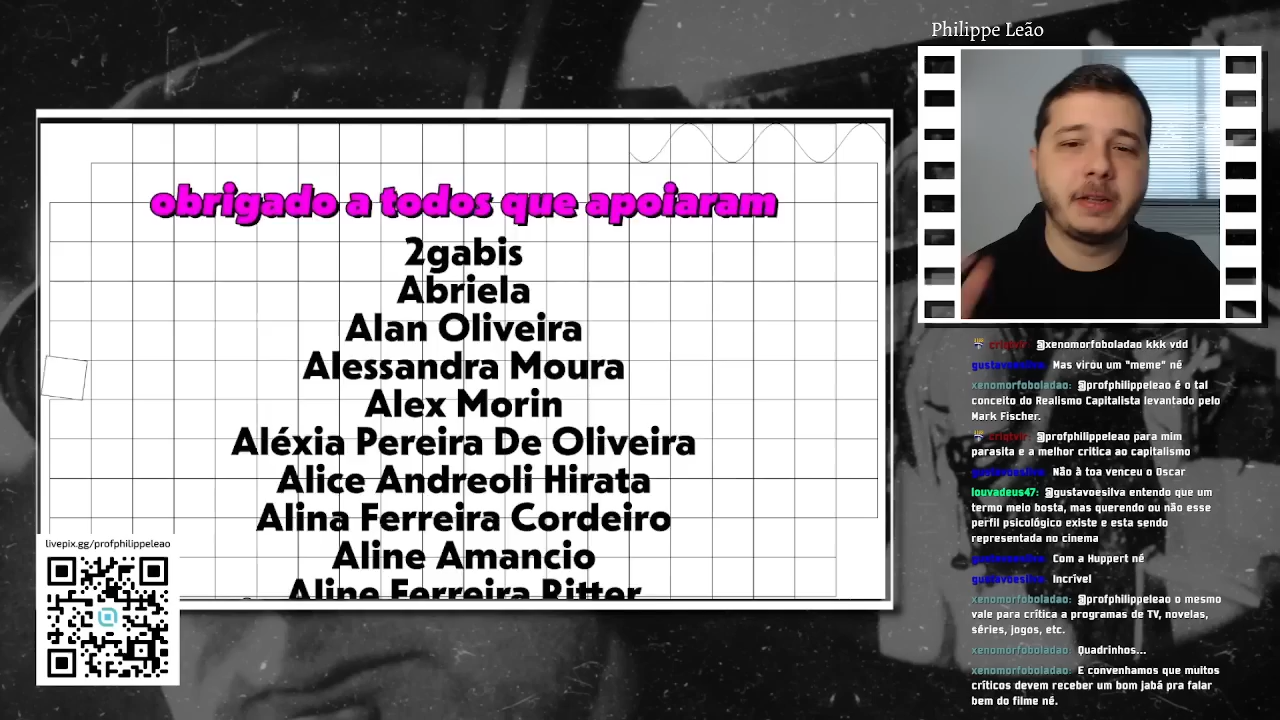 Philippe Leão
obrigado a todos que apoiaram
2gabis
Abriela
Alan Oliveira
Alessandra Moura
Alex Morin
Aléxia Pereira De Oliveira
Alice Andreoli Hirata
Alina Ferreira Cordeiro
Aline Amancio
Aline Ferreira Ritter
livepix.gg/profphilippeleao
@xenomorfoboladao kkk vdd
gustavoesilva: Mas virou um "meme" né
xenomorfoboladao: @profphilippeleao é o tal
conceito do Realismo Capitalista levantado pelo
Mark Fischer.
@profphilippeleao para mim
parasita e a melhor critica ao capitalismo
gustavoesilva: Não à toa venceu o Oscar
louvadeus47: @gustavoesilva entendo que um
termo meio bosta, mas querendo ou não esse
perfil psicológico existe e esta sendo
representada no cinema
gustavoesilva: Com a Huppert né
gustavoesilva: Incrível
xenomorfoboladao: @profphilippeleao o mesmo
vale para crítica a programas de TV, novelas,
séries, jogos, etc.
xenomorfoboladao: Quadrinhos...
xenomorfoboladao: E convenhamos que muitos
críticos devem receber um bom jabá pra falar
bem do filme né.